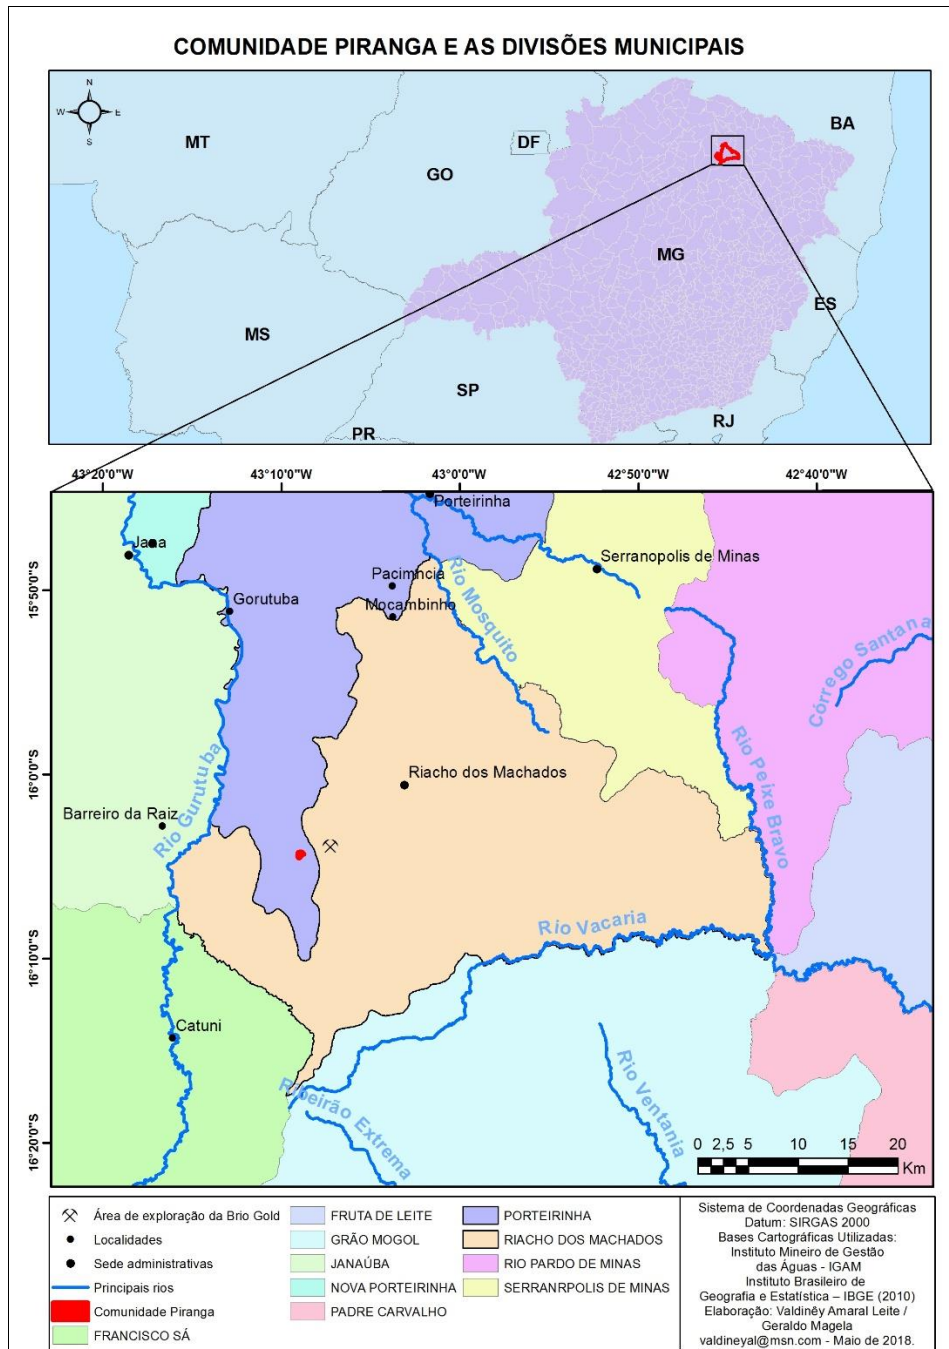 COMUNIDADE PIRANGA E AS DIVISÕES MUNICIPAIS
N
W
E
S
MT
GO
DF
BA
MG
MS
ES
SP
RJ
PR
43°20'0"W
43°10'0"W
43°0'0"W
42°50'0"W
42°40'0"W
Porteirinha
Jana
Serranopolis de Minas
Pacimncia
15°50'0"S
Gorutuba
Mocambinho
Rio Mosquito
Córrego Santana
Rio Gurutuba
Rio Peixe Bravo
16°0'0"S
Riacho dos Machados
Barreiro da Raiz
Rio Vacaria
16°10'0"S
Catuni
Ribeirão Extrema
Rio Ventania
16°20'0"S
0 2,5 5 10 15 20
Km
Área de exploração da Brio Gold
Localidades
Sede administrativas
Principais rios
Comunidade Piranga
FRANCISCO SÁ
FRUTA DE LEITE
GRÃO MOGOL
JANAÚBA
NOVA PORTEIRINHA
PADRE CARVALHO
PORTEIRINHA
RIACHO DOS MACHADOS
RIO PARDO DE MINAS
SERRANRPOLIS DE MINAS
Sistema de Coordenadas Geográficas
Datum: SIRGAS 2000
Bases Cartográficas Utilizadas:
Instituto Mineiro de Gestão
das Águas - IGAM
Instituto Brasileiro de
Geografia e Estatística – IBGE (2010)
Elaboração: Valdinêy Amaral Leite /
Geraldo Magela
valdineyal@msn.com - Maio de 2018.